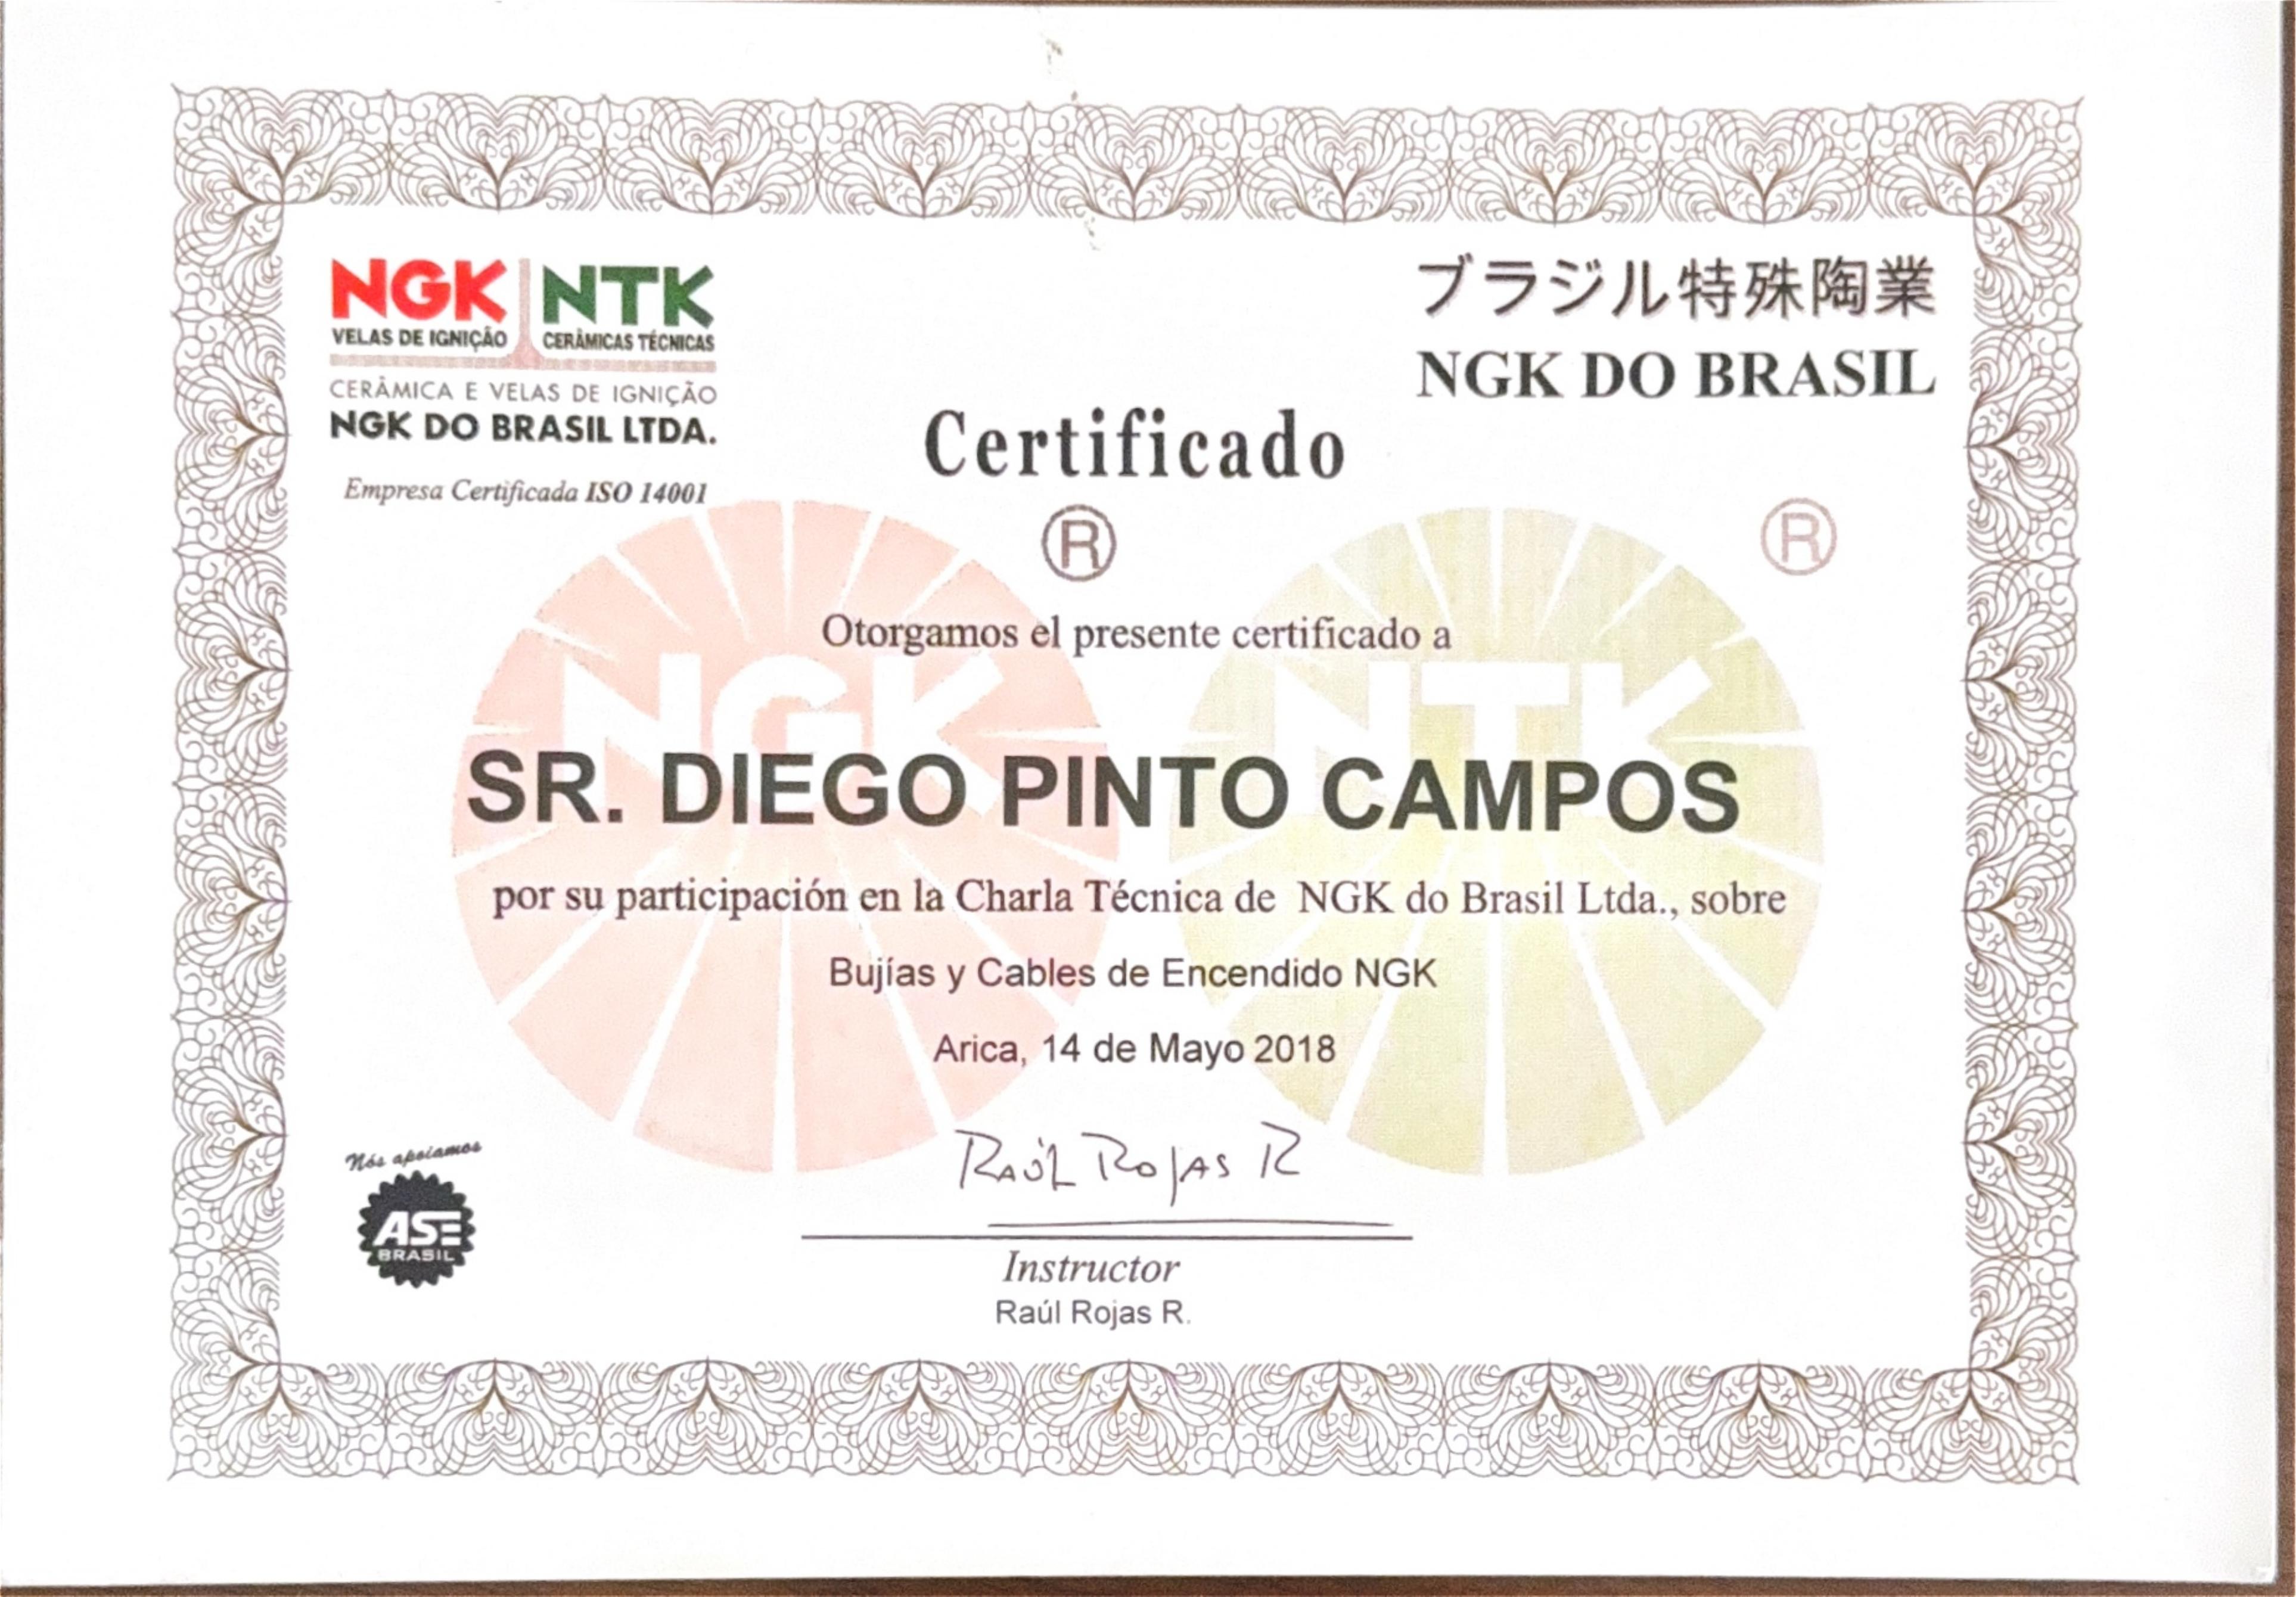 NGK NTK
VELAS DE IGNIÇÃO CERÂMICAS TÉCNICAS
CERÂMICA E VELAS DE IGNIÇÃO
NGK DO BRASIL LTDA.
Empresa Certificada ISO 14001
ブラジル特殊陶業
NGK DO BRASIL
Certificado
® ®
Otorgamos el presente certificado a
NGK NTK
SR. DIEGO PINTO CAMPOS
por su participación en la Charla Técnica de NGK do Brasil Ltda., sobre
Bujías y Cables de Encendido NGK
Arica, 14 de Mayo 2018
Nós apoiamos
ASE
BRASIL
RAÚL ROJAS R
Instructor
Raúl Rojas R.